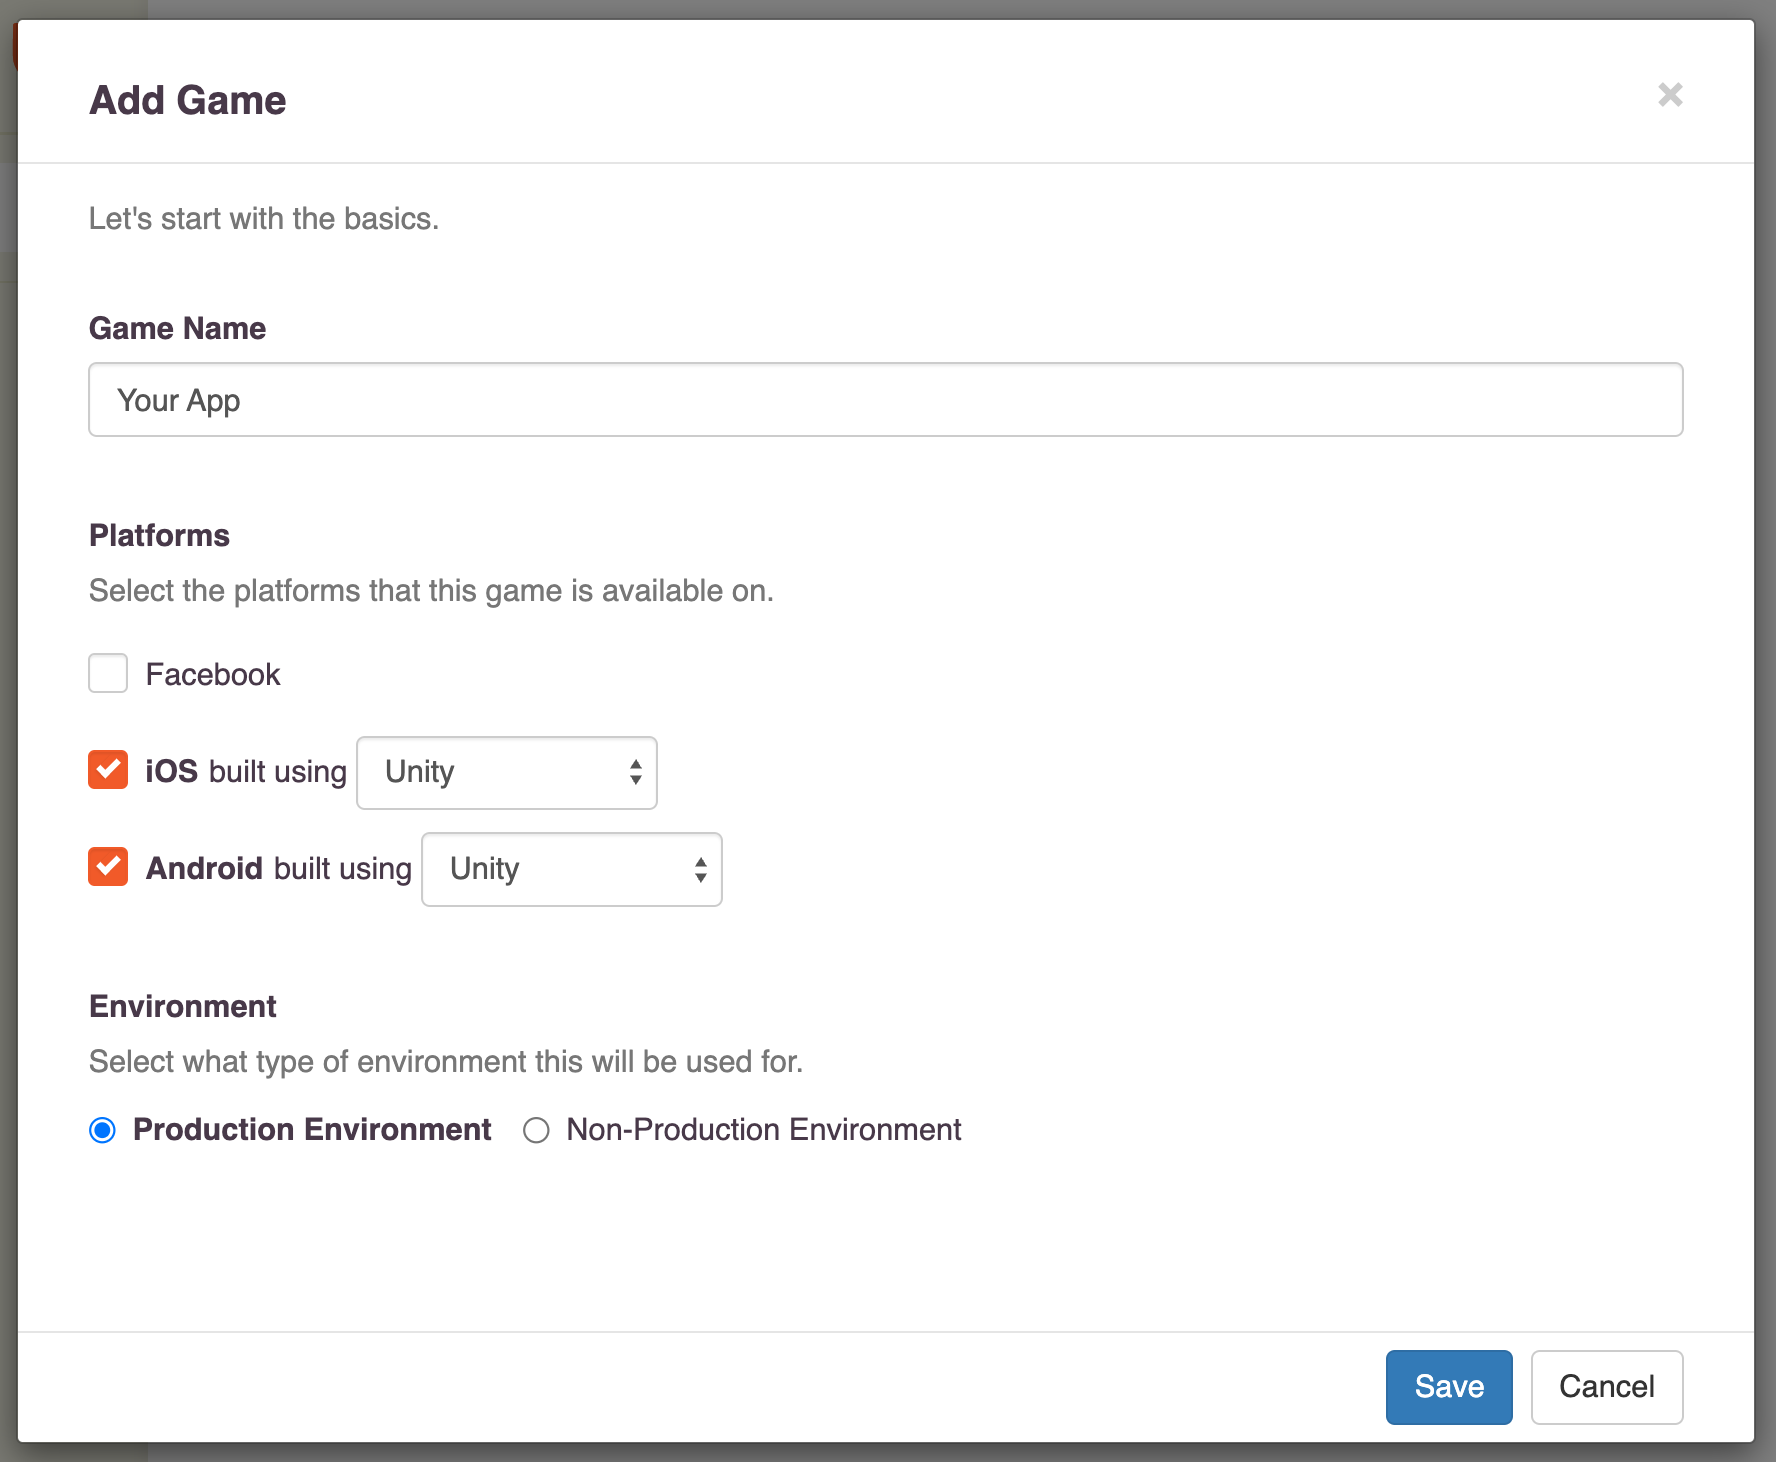 Add Game
Let's start with the basics.
Game Name
Your App
Platforms
Select the platforms that this game is available on.
Facebook
iOS built using Unity
Android built using Unity
Environment
Select what type of environment this will be used for.
Production Environment Non-Production Environment
Save Cancel